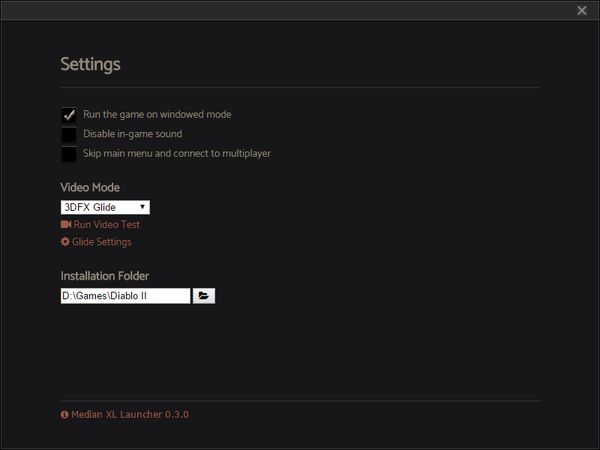 Settings
Run the game on windowed mode
Disable in-game sound
Skip main menu and connect to multiplayer
Video Mode
3DFX Glide
Run Video Test
Glide Settings
Installation Folder
D:\Games\Diablo II
Median XL Launcher 0.3.0